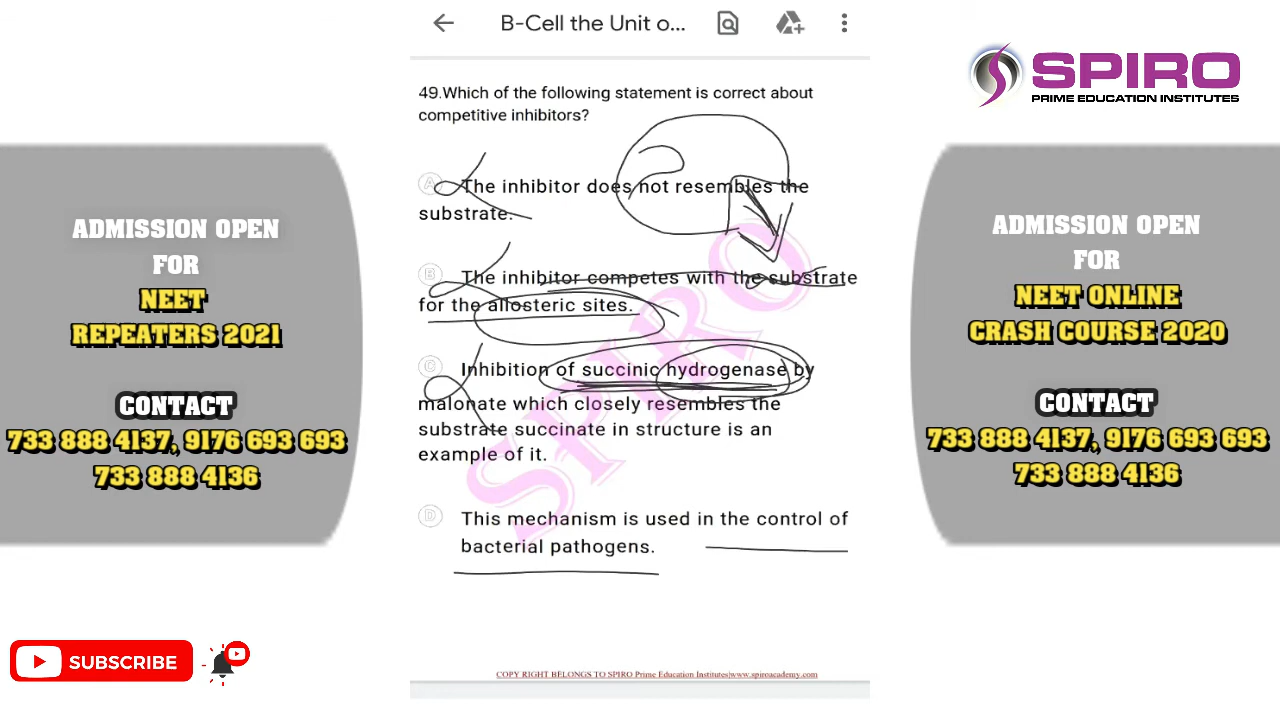 B-Cell the Unit o...
SPIRO
PRIME EDUCATION INSTITUTES
49.Which of the following statement is correct about
competitive inhibitors?
A
The inhibitor does not resembles the
substrate.
B
The inhibitor competes with the substrate
for the allosteric sites.
C
Inhibition of succinic hydrogenase by
malonate which closely resembles the
substrate succinate in structure is an
example of it.
D
This mechanism is used in the control of
bacterial pathogens.
SPIRO
COPY RIGHT BELONGS TO SPIRO Prime Education Institutes|www.spiroacademy.com
ADMISSION OPEN
FOR
NEET
REPEATERS 2021
CONTACT
733 888 4137, 9176 693 693
733 888 4136
ADMISSION OPEN
FOR
NEET ONLINE
CRASH COURSE 2020
CONTACT
733 888 4137, 9176 693 693
733 888 4136
SUBSCRIBE